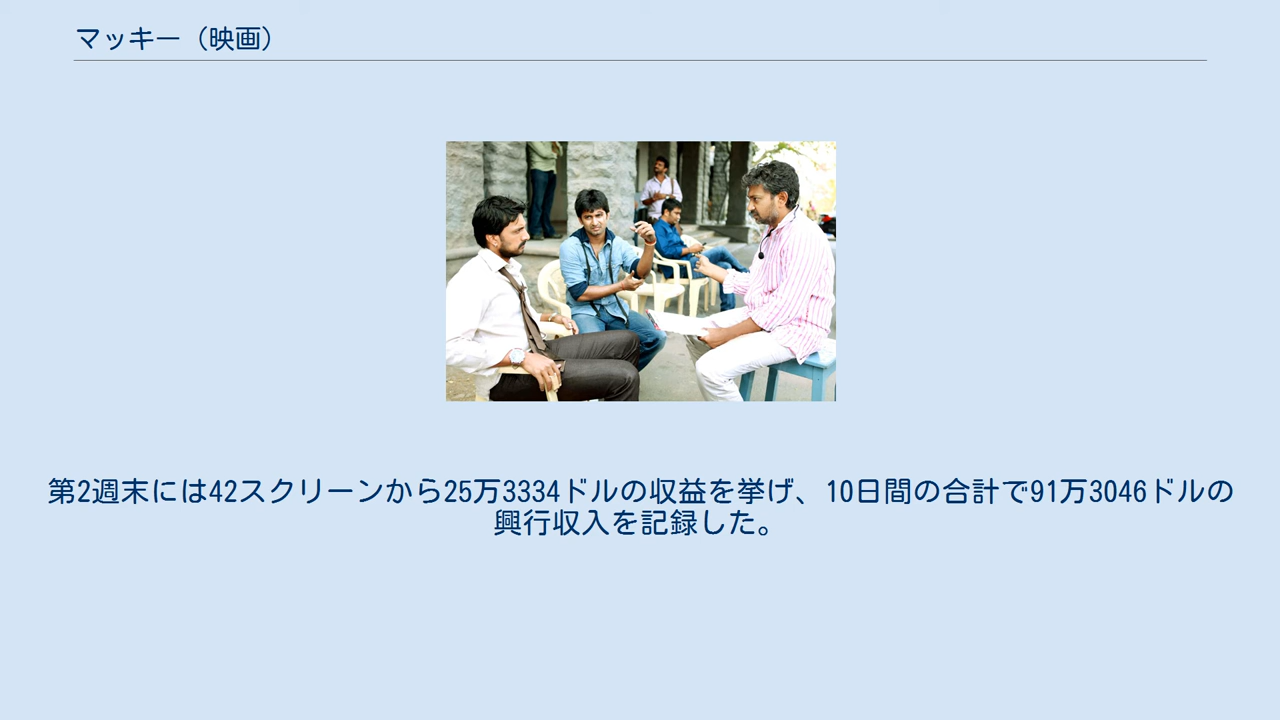 マッキー（映画）
第2週末には42スクリーンから25万3334ドルの収益を挙げ、10日間の合計で91万3046ドルの
興行収入を記録した。